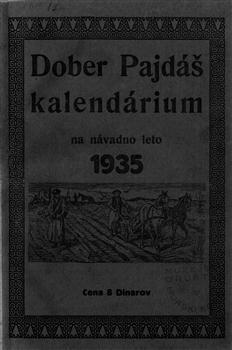 Dober Pajdáš
kalendárium
na návadno leto
1935
Cena 8 Dinarov